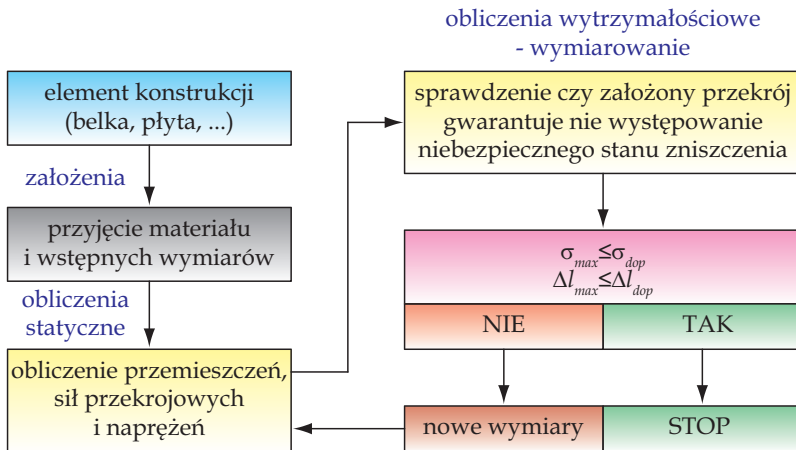 element konstrukcji
(belka, płyta, ...)
założenia
przyjęcie materiału
i wstępnych wymiarów
obliczenia
statyczne
obliczenie przemieszczeń,
sił przekrojowych
i naprężeń
obliczenia wytrzymałościowe
- wymiarowanie
sprawdzenie czy założony przekrój
gwarantuje nie występowanie
niebezpiecznego stanu zniszczenia
σmax≤σdop
Δlmax≤Δldop
NIE
TAK
nowe wymiary
STOP